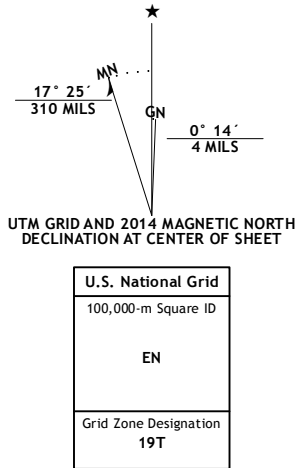 MN
17° 25´
310 MILS
GN
0° 14´
4 MILS
UTM GRID AND 2014 MAGNETIC NORTH
DECLINATION AT CENTER OF SHEET
U.S. National Grid
100,000-m Square ID
EN
Grid Zone Designation
19T